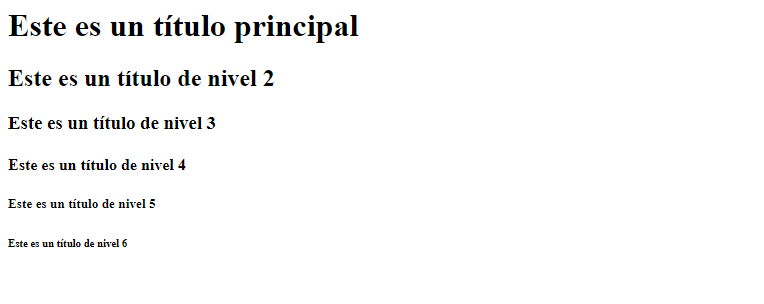 Este es un título principal
Este es un título de nivel 2
Este es un título de nivel 3
Este es un título de nivel 4
Este es un título de nivel 5
Este es un título de nivel 6